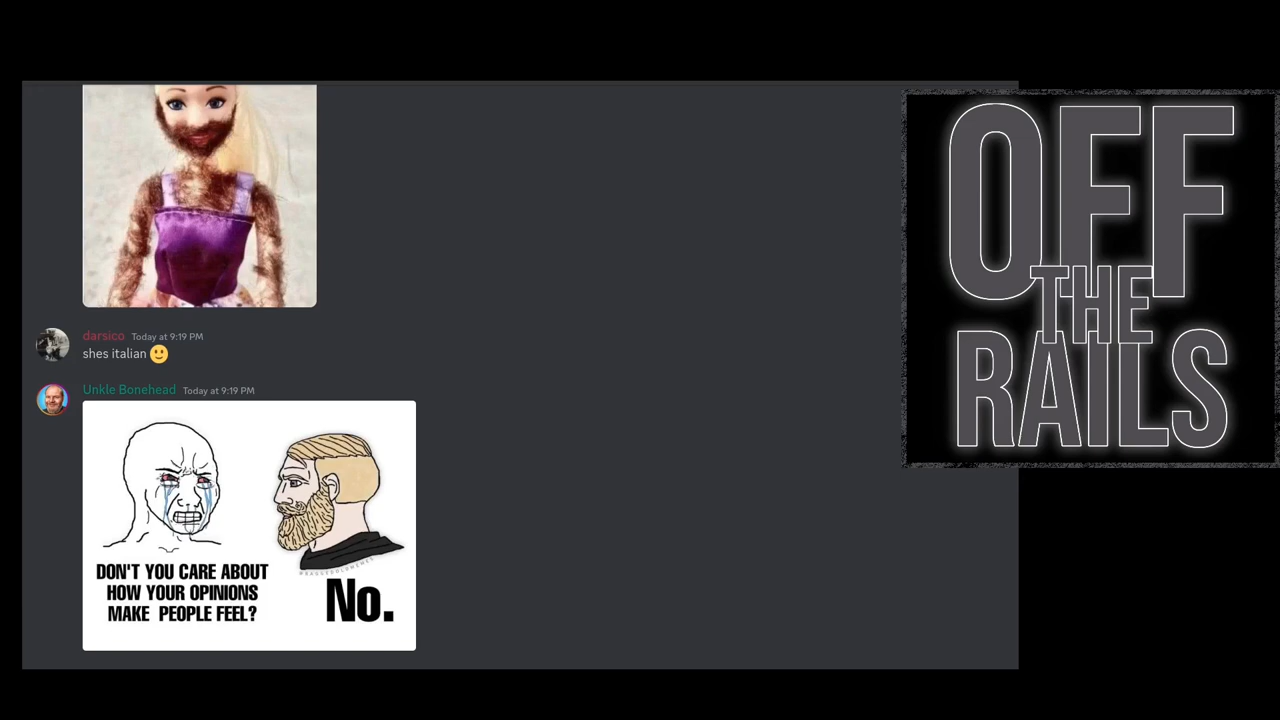 darsico Today at 9:19 PM
shes italian 🙂
Unkle Bonehead Today at 9:19 PM
DON'T YOU CARE ABOUT
HOW YOUR OPINIONS
MAKE PEOPLE FEEL?
No.
OFF
THE
RAILS